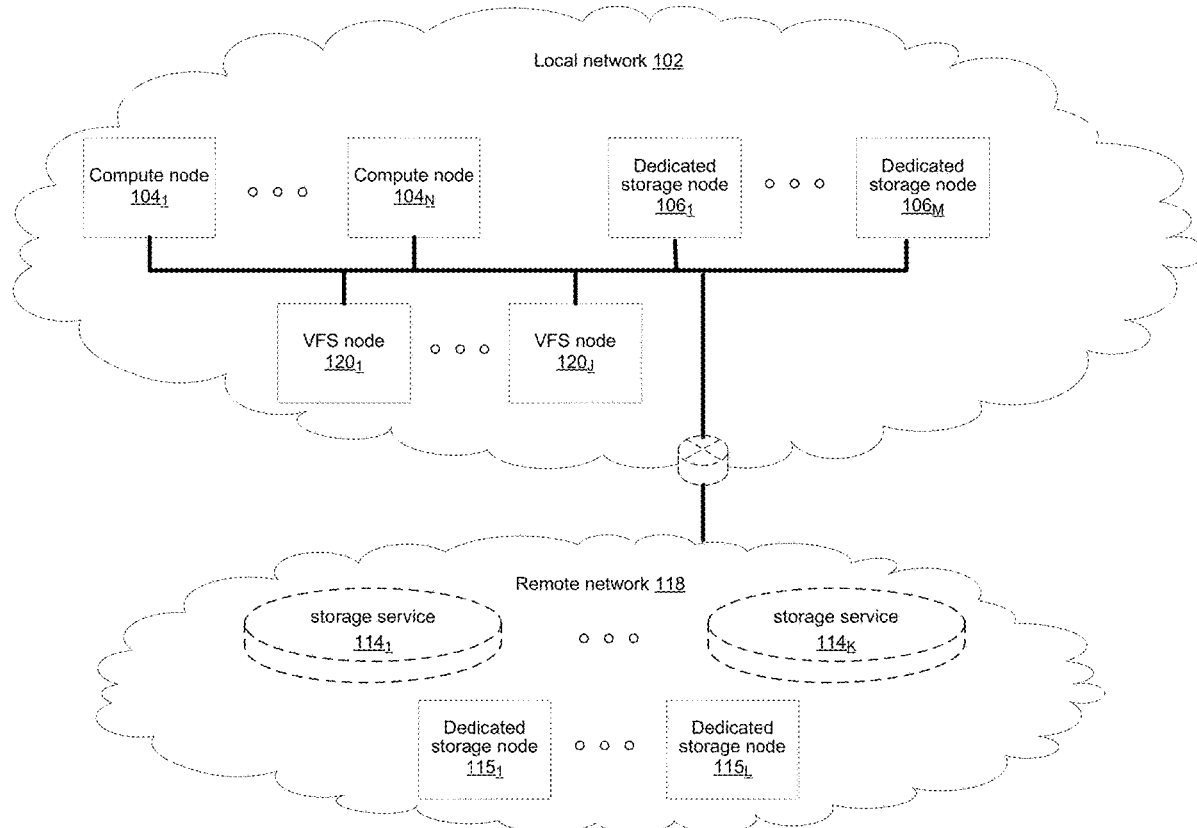 Local network 102
Compute node
104₁
Compute node
104N
Dedicated
storage node
106₁
Dedicated
storage node
106M
VFS node
120₁
VFS node
120J
Remote network 118
storage service
114₁
storage service
114K
Dedicated
storage node
115₁
Dedicated
storage node
115L